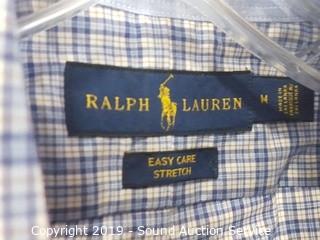 RALPH LAUREN
M
EASY CARE
STRETCH
Copyright 2019 - Sound Auction Service